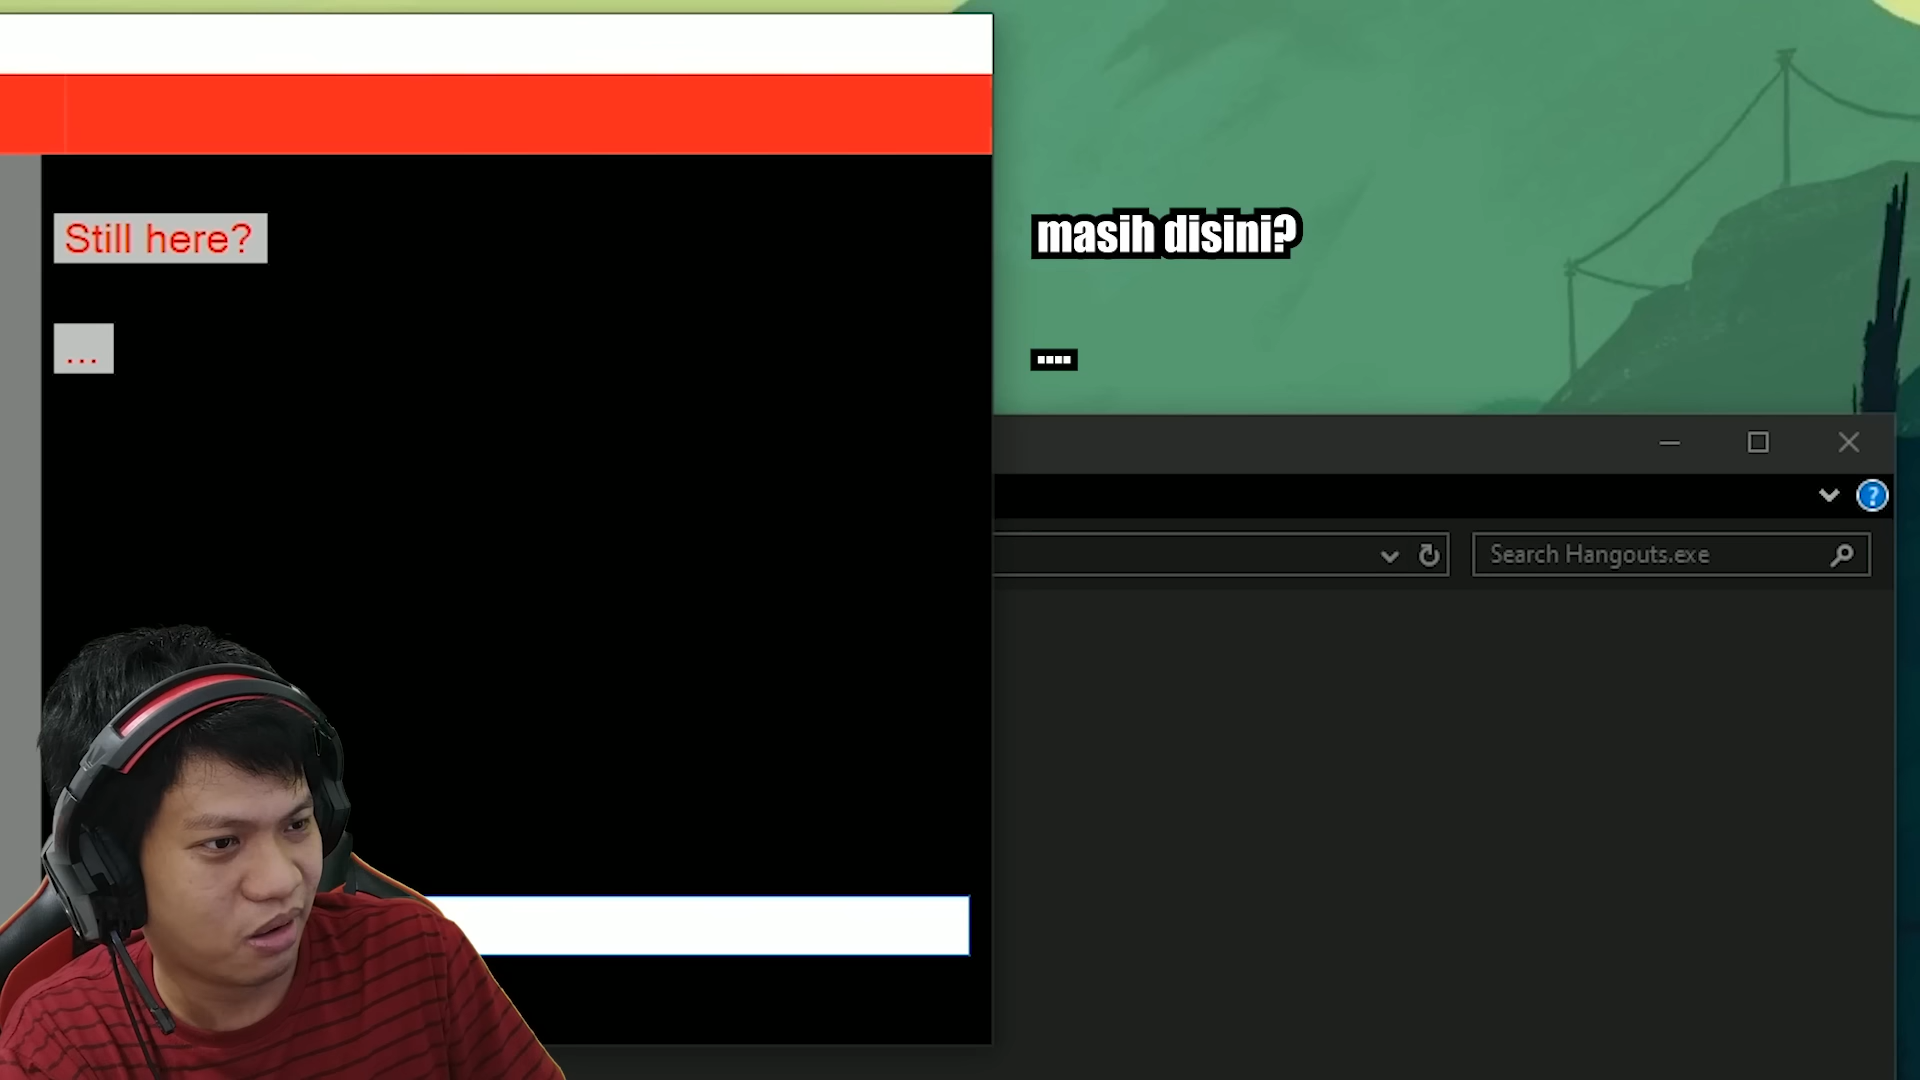 Still here?
masih disini?
...
....
Search Hangouts.exe